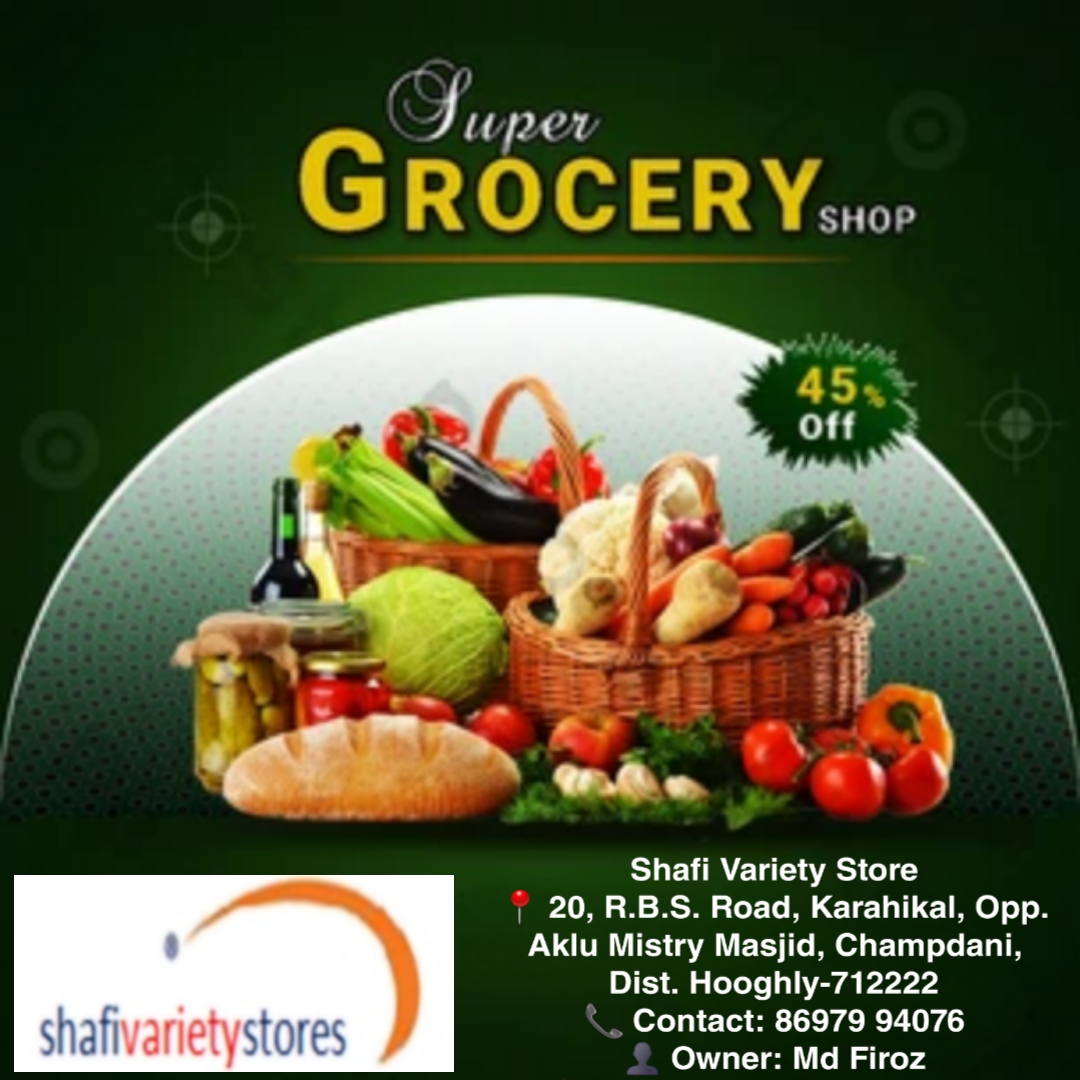 Super
GROCERY SHOP
45%
Off
shafivarietystores
Shafi Variety Store
📍 20, R.B.S. Road, Karahikal, Opp.
Aklu Mistry Masjid, Champdani,
Dist. Hooghly-712222
📞 Contact: 86979 94076
👤 Owner: Md Firoz